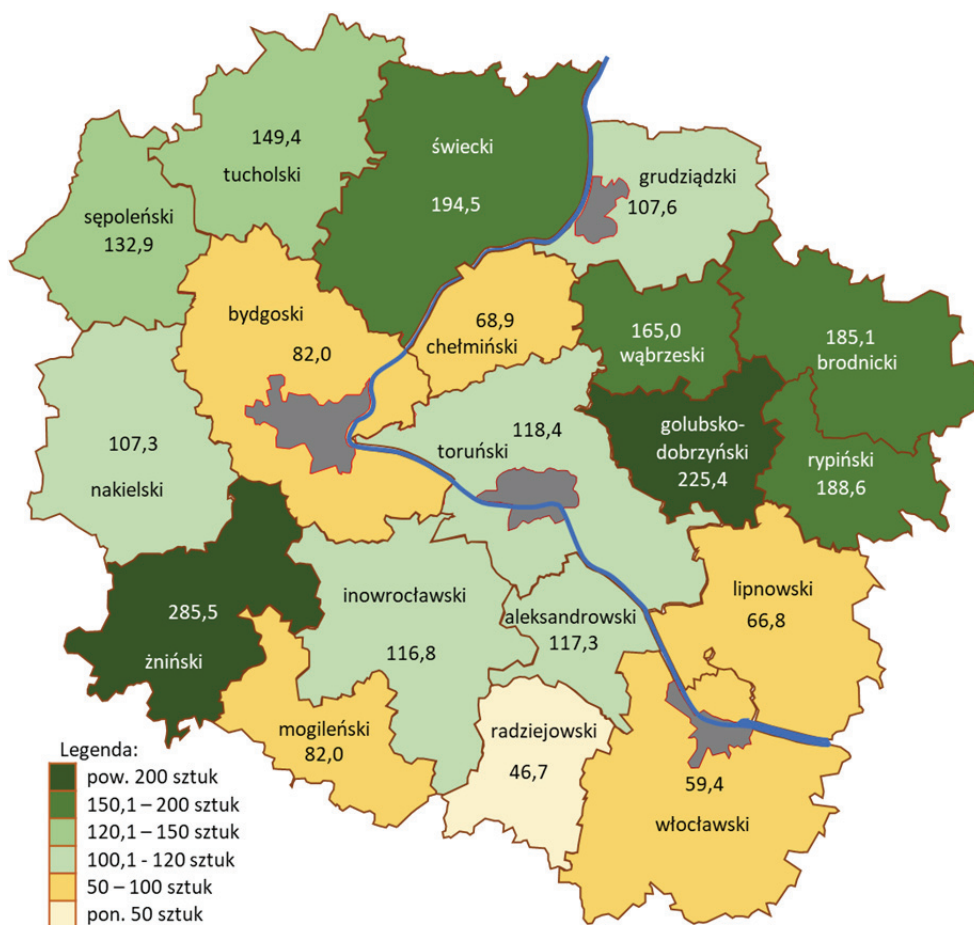 149,4
tucholski
świecki
194,5
grudziądzki
107,6
sępoleński
132,9
bydgoski
82,0
68,9
chełmiński
165,0
wąbrzeski
185,1
brodnicki
107,3
nakielski
toruński
118,4
golubsko-
dobrzyński
225,4
rypiński
188,6
285,5
żniński
inowrocławski
116,8
aleksandrowski
117,3
lipnowski
66,8
mogileński
82,0
radziejowski
46,7
59,4
włocławski
Legenda:
pow. 200 sztuk
150,1 – 200 sztuk
120,1 – 150 sztuk
100,1 - 120 sztuk
50 – 100 sztuk
pon. 50 sztuk